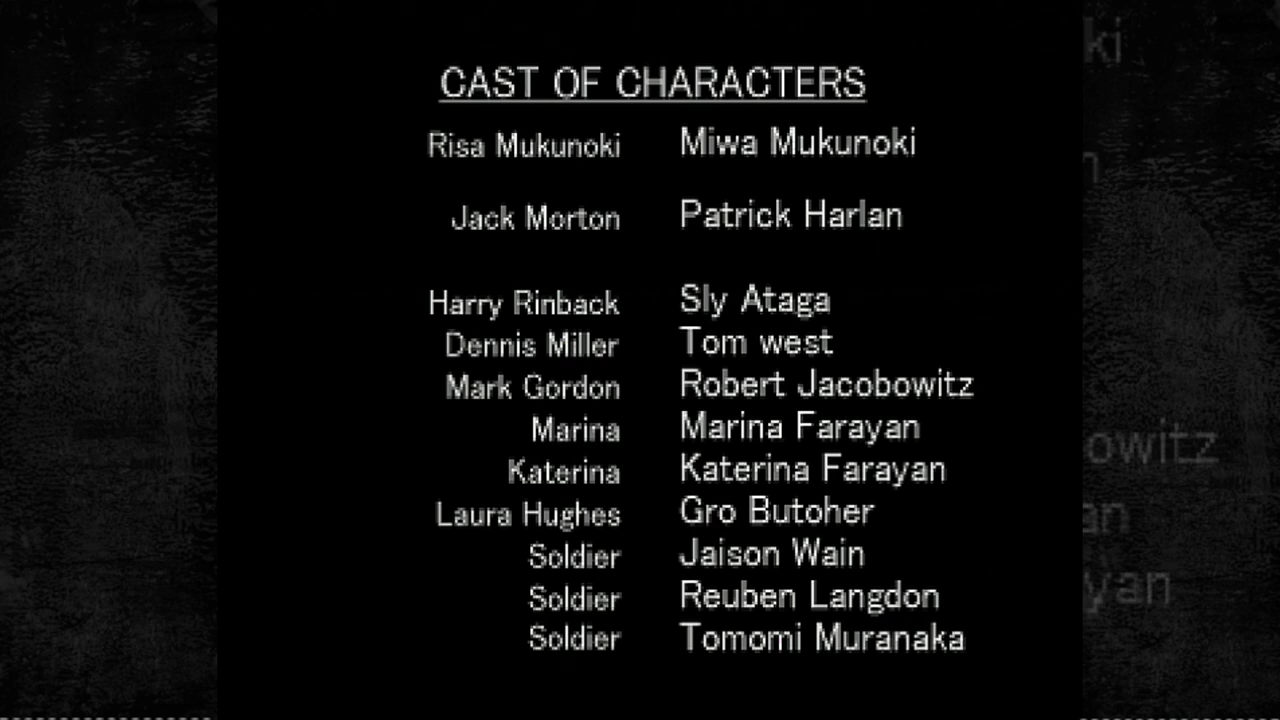 CAST OF CHARACTERS
Risa Mukunoki Miwa Mukunoki
Jack Morton Patrick Harlan
Harry Rinback Sly Ataga
Dennis Miller Tom west
Mark Gordon Robert Jacobowitz
Marina Marina Farayan
Katerina Katerina Farayan
Laura Hughes Gro Butoher
Soldier Jaison Wain
Soldier Reuben Langdon
Soldier Tomomi Muranaka